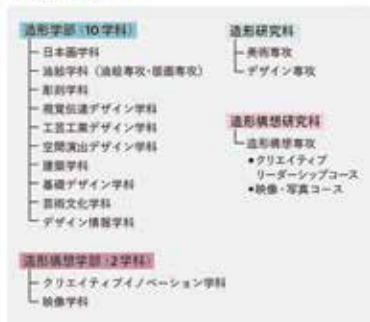 造形学部（10学科）
日本画学科
油絵学科（油絵専攻・版画専攻）
彫刻学科
視覚伝達デザイン学科
工芸工業デザイン学科
空間演出デザイン学科
建築学科
基礎デザイン学科
芸術文化学科
デザイン情報学科
造形構想学部（2学科）
クリエイティブイノベーション学科
映像学科
造形研究科
美術専攻
デザイン専攻
造形構想研究科
造形構想専攻
●クリエイティブ
リーダーシップコース
●映像・写真コース